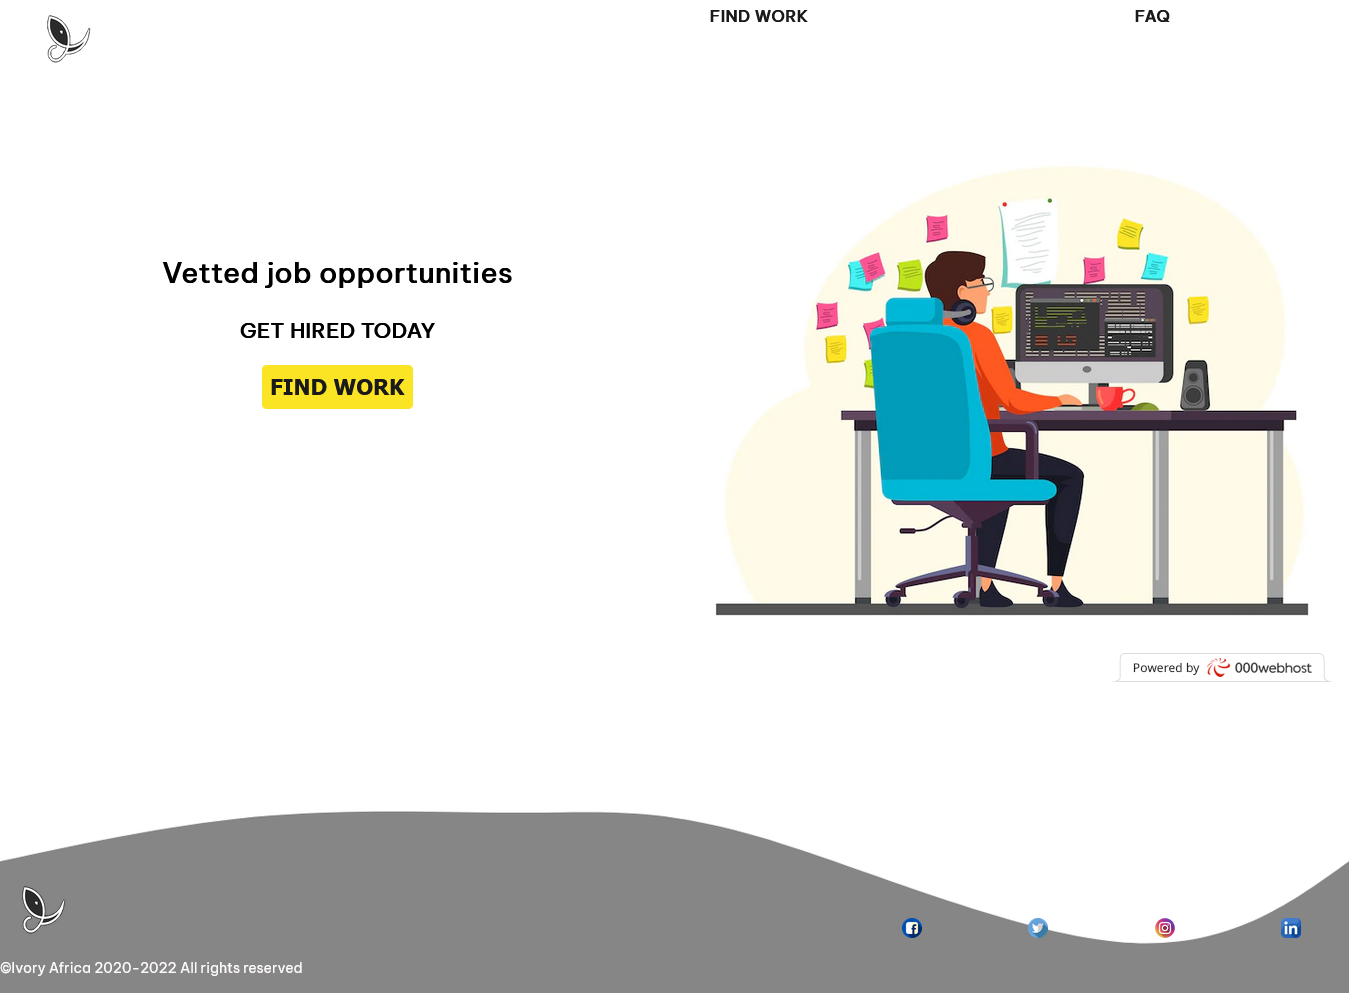 FIND WORK
FAQ
Vetted job opportunities
GET HIRED TODAY
FIND WORK
Powered by 000webhost
©Ivory Africa 2020-2022 All rights reserved